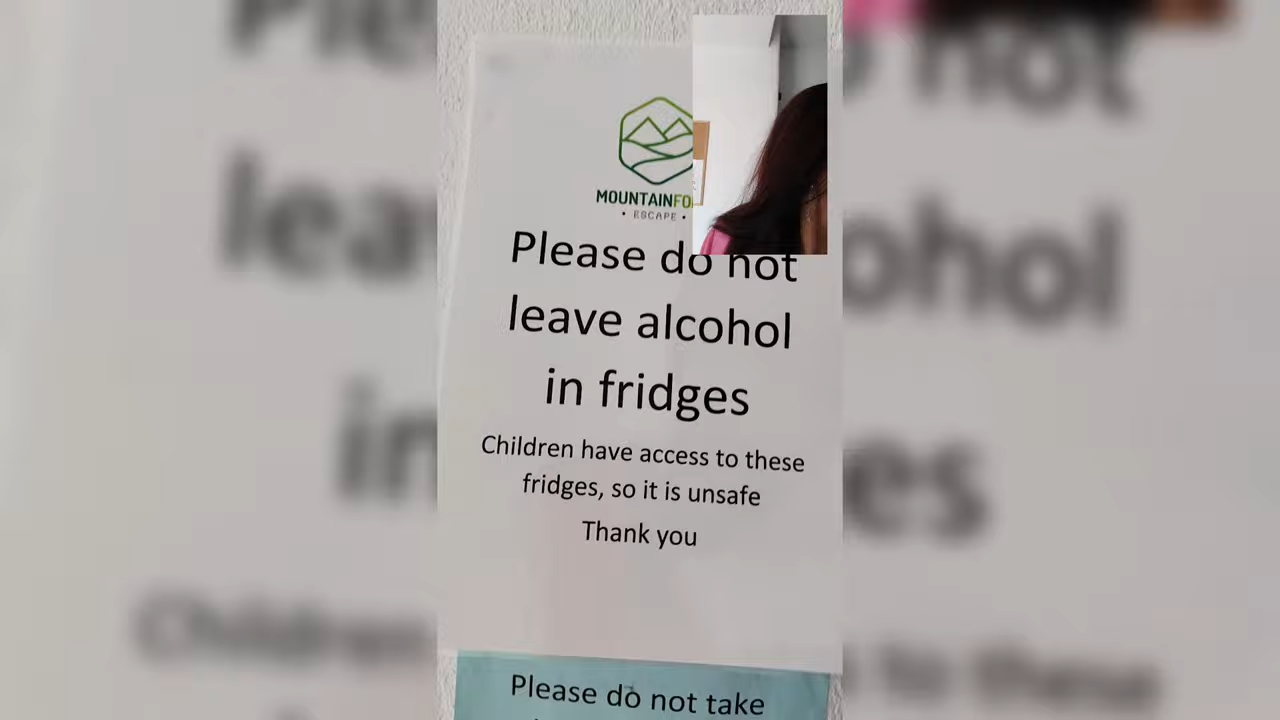 MOUNTAINFO
• ESCAPE •
Please do not
leave alcohol
in fridges
Children have access to these
fridges, so it is unsafe
Thank you
Please do not take